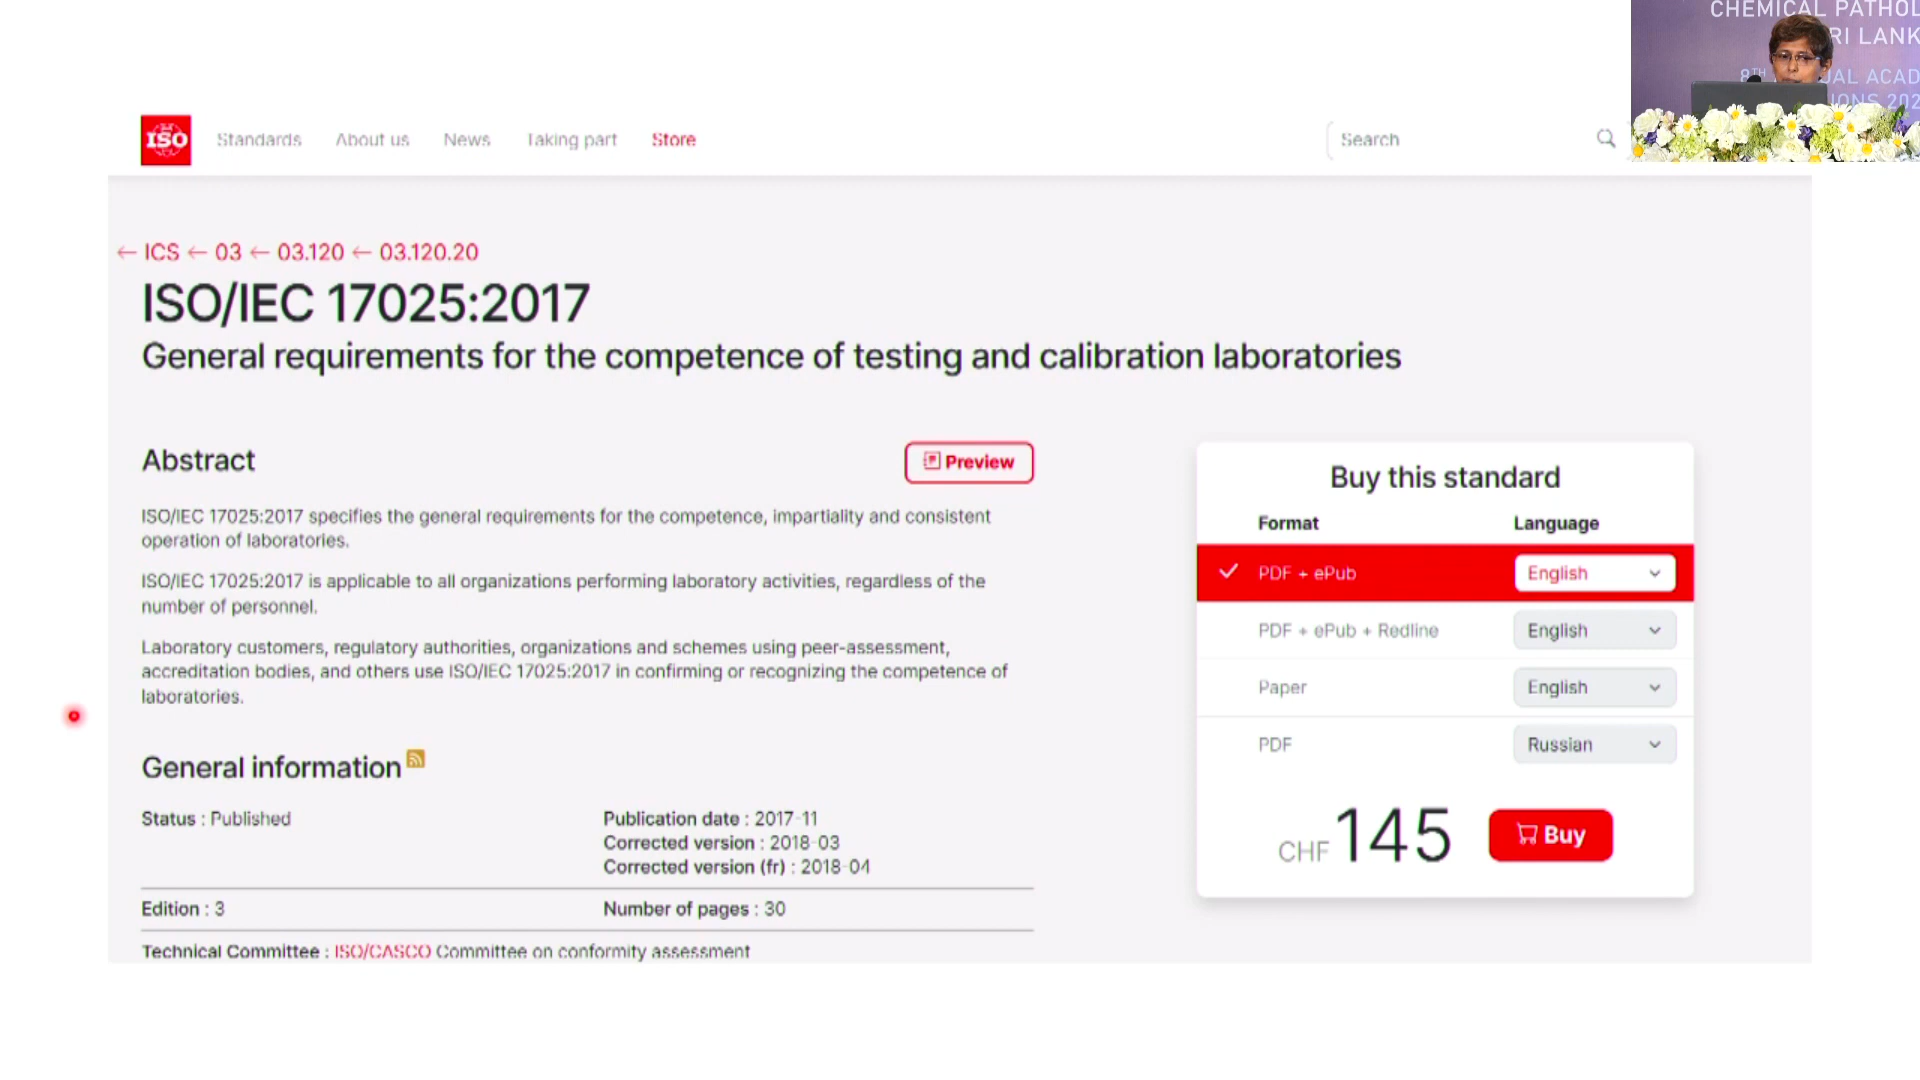 CHEMICAL PATHOL
RI LANK
8TH
UAL ACAD
IONS 202
ISO
Standards
About us
News
Taking part
Store
Search
← ICS ← 03 ← 03.120 ← 03.120.20
ISO/IEC 17025:2017
General requirements for the competence of testing and calibration laboratories
Abstract
Preview
ISO/IEC 17025:2017 specifies the general requirements for the competence, impartiality and consistent
operation of laboratories.
ISO/IEC 17025:2017 is applicable to all organizations performing laboratory activities, regardless of the
number of personnel.
Laboratory customers, regulatory authorities, organizations and schemes using peer-assessment,
accreditation bodies, and others use ISO/IEC 17025:2017 in confirming or recognizing the competence of
laboratories.
General information
Status : Published
Publication date : 2017-11
Corrected version : 2018-03
Corrected version (fr) : 2018-04
Edition : 3
Number of pages : 30
Technical Committee : ISO/CASCO Committee on conformity assessment
Buy this standard
Format Language
PDF + ePub English
PDF + ePub + Redline English
Paper English
PDF Russian
CHF 145
Buy